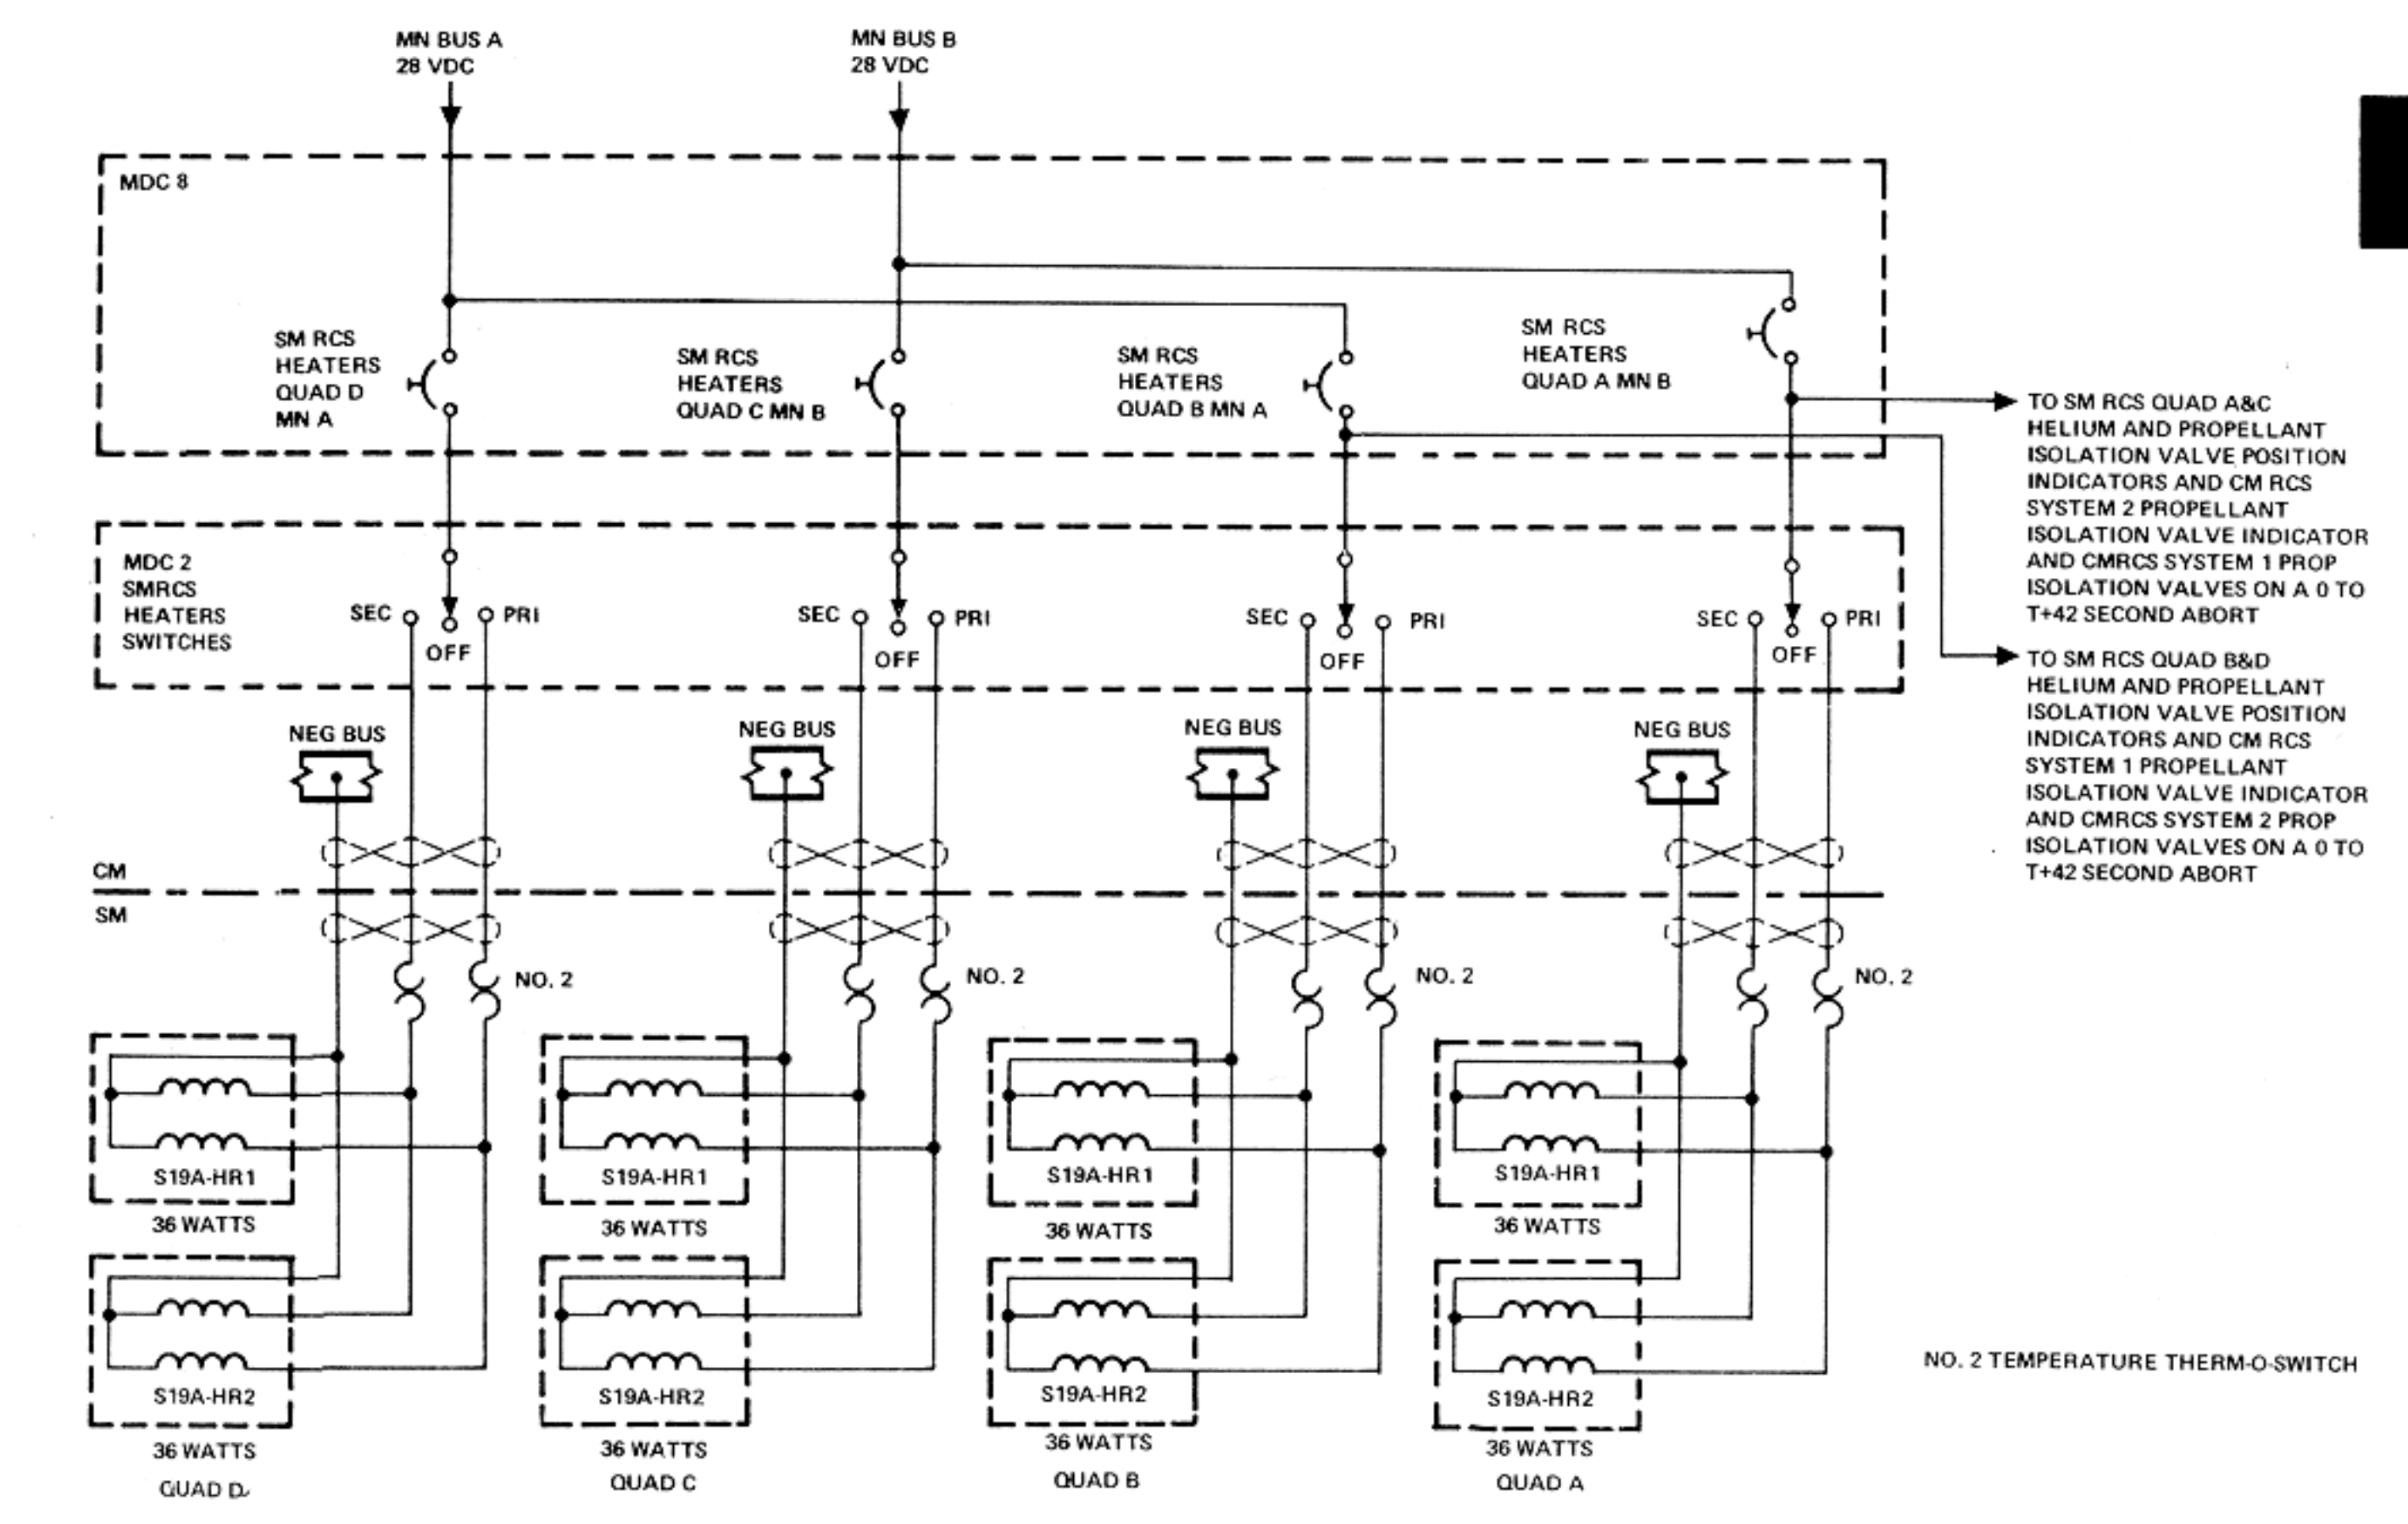 MN BUS A
28 VDC
MN BUS B
28 VDC
MDC 8
SM RCS
HEATERS
QUAD D
MN A
SM RCS
HEATERS
QUAD C MN B
SM RCS
HEATERS
QUAD B MN A
SM RCS
HEATERS
QUAD A MN B
TO SM RCS QUAD A&C
HELIUM AND PROPELLANT
ISOLATION VALVE POSITION
INDICATORS AND CM RCS
SYSTEM 2 PROPELLANT
ISOLATION VALVE INDICATOR
AND CMRCS SYSTEM 1 PROP
ISOLATION VALVES ON A 0 TO
T+42 SECOND ABORT
MDC 2
SMRCS
HEATERS
SWITCHES
SEC
OFF
PRI
SEC
OFF
PRI
SEC
OFF
PRI
SEC
OFF
PRI
TO SM RCS QUAD B&D
HELIUM AND PROPELLANT
ISOLATION VALVE POSITION
INDICATORS AND CM RCS
SYSTEM 1 PROPELLANT
ISOLATION VALVE INDICATOR
AND CMRCS SYSTEM 2 PROP
ISOLATION VALVES ON A 0 TO
T+42 SECOND ABORT
NEG BUS
NEG BUS
NEG BUS
NEG BUS
CM
SM
NO. 2
NO. 2
NO. 2
NO. 2
S19A-HR1
S19A-HR1
S19A-HR1
S19A-HR1
36 WATTS
36 WATTS
36 WATTS
36 WATTS
S19A-HR2
S19A-HR2
S19A-HR2
S19A-HR2
36 WATTS
36 WATTS
36 WATTS
36 WATTS
QUAD D
QUAD C
QUAD B
QUAD A
NO. 2 TEMPERATURE THERM-O-SWITCH